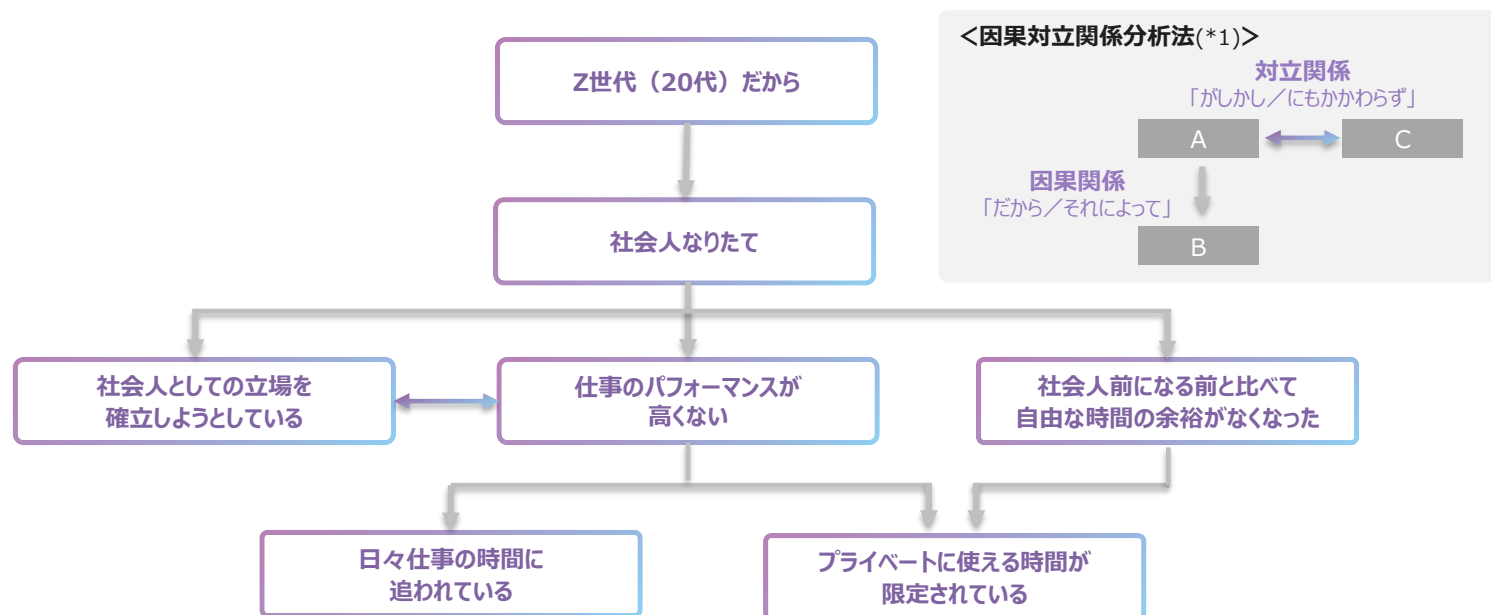 Z世代（20代）だから
社会人なりたて
社会人としての立場を
確立しようとしている
仕事のパフォーマンスが
高くない
社会人前になる前と比べて
自由な時間の余裕がなくなった
日々仕事の時間に
追われている
プライベートに使える時間が
限定されている
＜因果対立関係分析法(*1)＞
対立関係
「がしかし／にもかかわらず」
A
C
因果関係
「だから／それによって」
B